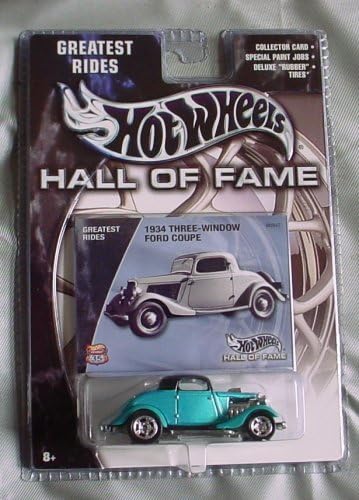 GREATEST
RIDES
COLLECTOR CARD •
SPECIAL PAINT JOBS •
DELUXE "RUBBER" •
TIRES*
HOT WHEELS
HALL OF FAME
GREATEST
RIDES
1934 THREE-WINDOW
FORD COUPE
HOT WHEELS
HALL OF FAME
8+